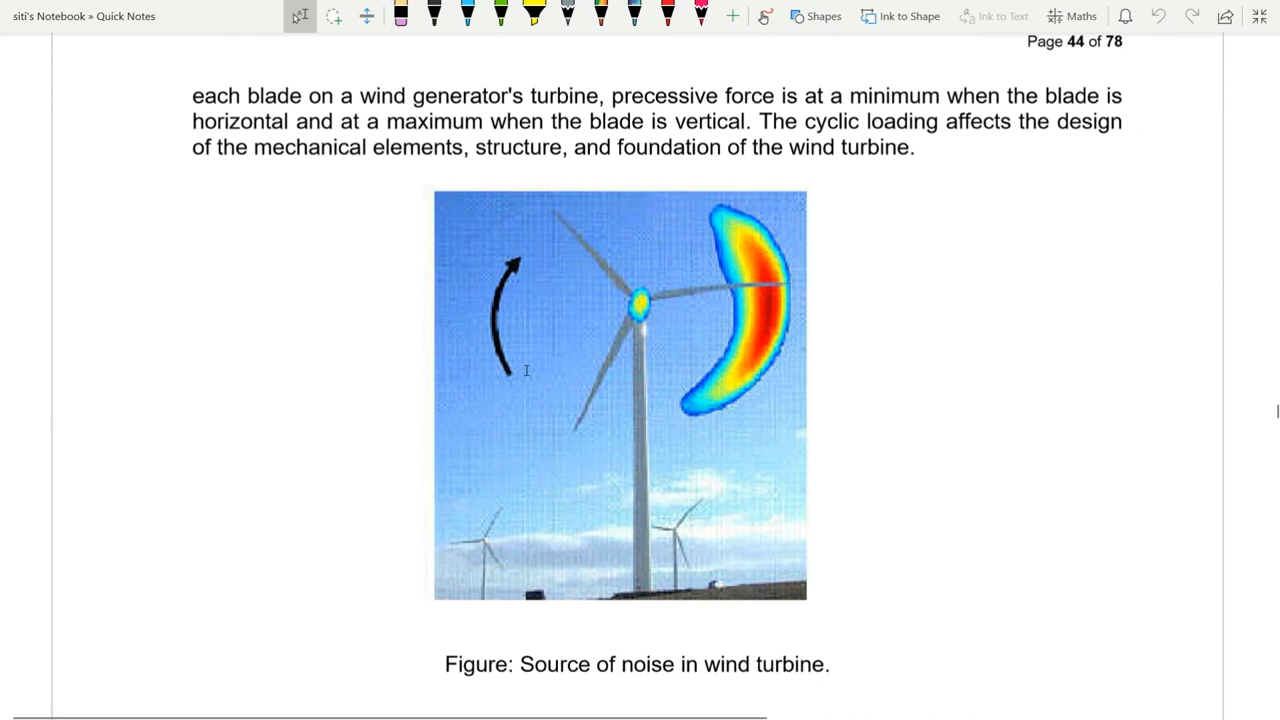 siti's Notebook » Quick Notes
Shapes
Ink to Shape
Ink to Text
Maths
Page 44 of 78
each blade on a wind generator's turbine, precessive force is at a minimum when the blade is
horizontal and at a maximum when the blade is vertical. The cyclic loading affects the design
of the mechanical elements, structure, and foundation of the wind turbine.
Figure: Source of noise in wind turbine.